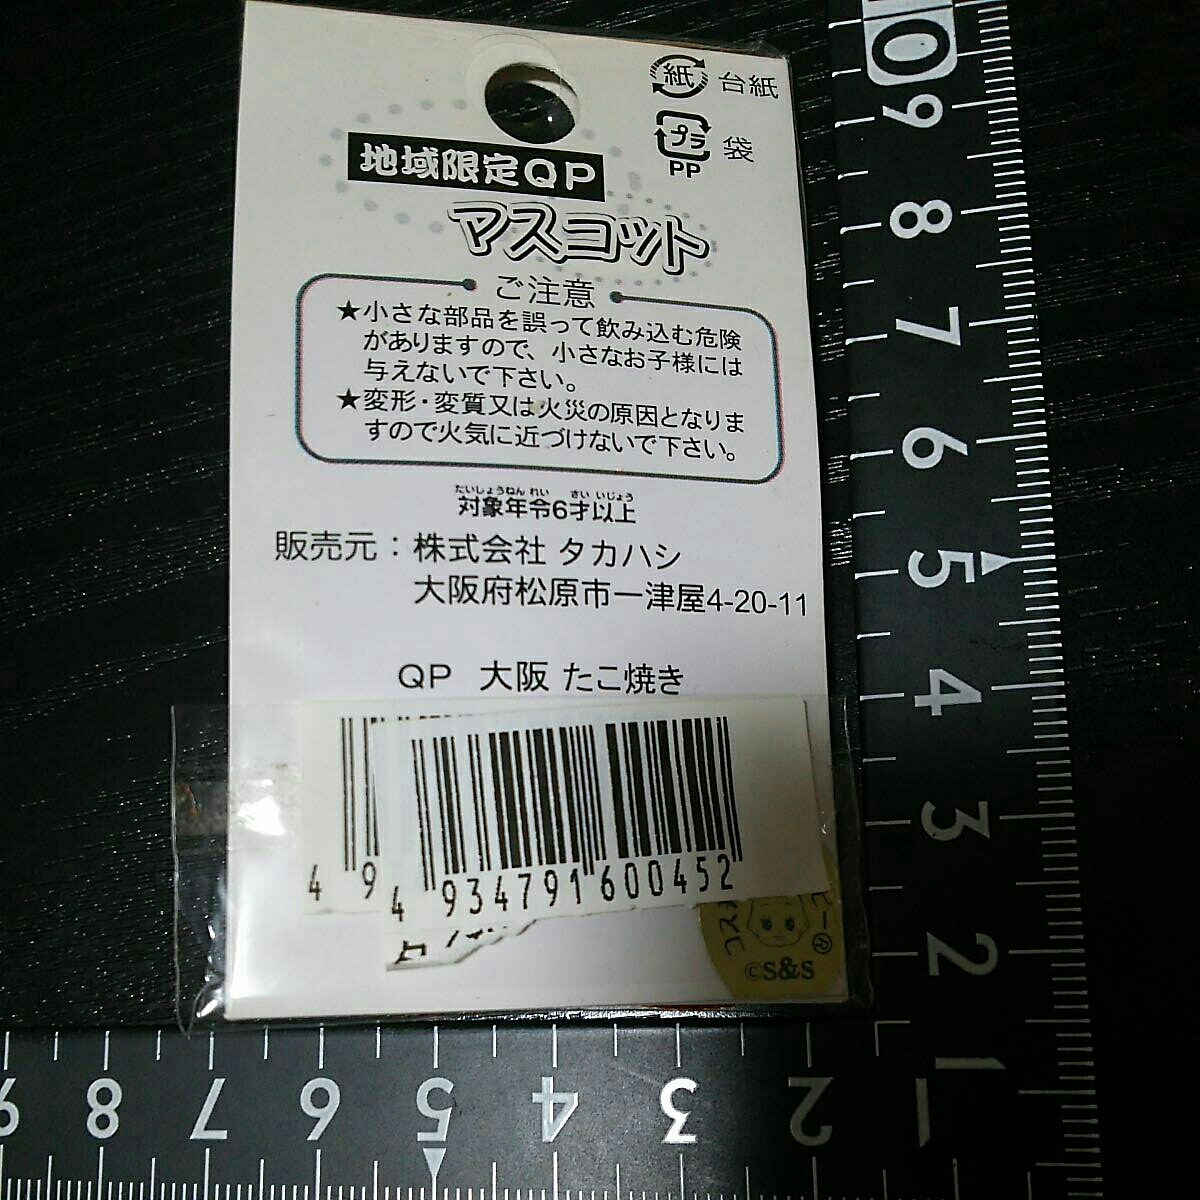 紙 台紙
プラ 袋
PP
地域限定QP
マスコット
ご注意
★小さな部品を誤って飲み込む危険
がありますので、小さなお子様には
与えないで下さい。
★変形・変質又は火災の原因となりま
すので火気に近づけないで下さい。
たいしょうねんれい さいいじょう
対象年令6才以上
販売元：株式会社 タカハシ
大阪府松原市一津屋4-20-11
QP 大阪 たこ焼き
4 9
4 934791 600452
©S&S
10
9
8
7
6
5
4
3
2
1
9 8 7 6 5 4 3 2 1